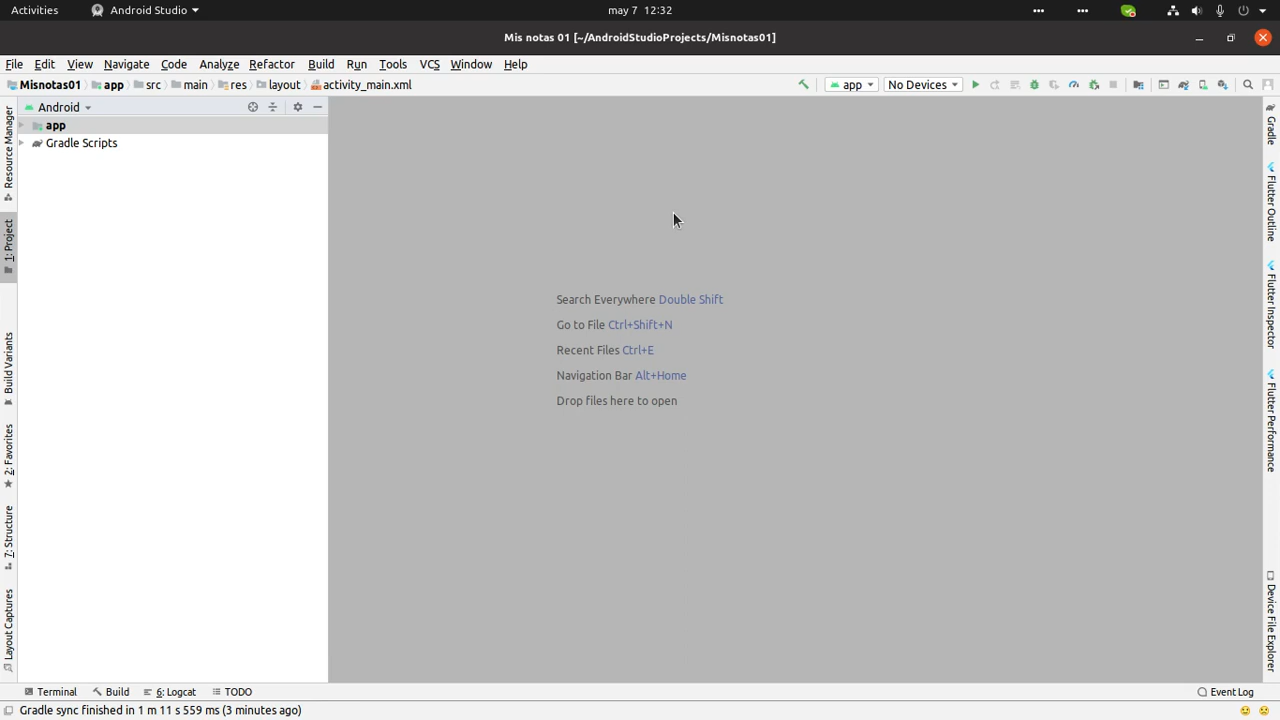 Activities Android Studio may 7 12:32
Mis notas 01 [~/AndroidStudioProjects/Misnotas01]
File Edit View Navigate Code Analyze Refactor Build Run Tools VCS Window Help
Misnotas01 app src main res layout activity_main.xml app No Devices
Android
app
Gradle Scripts
Resource Manager
1: Project
Build Variants
2: Favorites
7: Structure
Layout Captures
Search Everywhere Double Shift
Go to File Ctrl+Shift+N
Recent Files Ctrl+E
Navigation Bar Alt+Home
Drop files here to open
Gradle
Flutter Outline
Flutter Inspector
Flutter Performance
Device File Explorer
Terminal Build 6: Logcat TODO Event Log
Gradle sync finished in 1 m 11 s 559 ms (3 minutes ago)